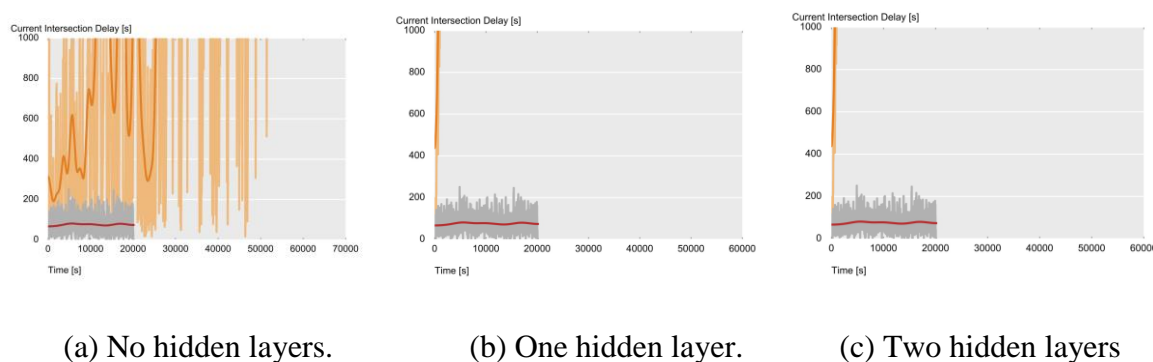 Current Intersection Delay [s]
1000
800
600
400
200
0
0 10000 20000 30000 40000 50000 60000 70000
Time [s]
(a) No hidden layers.
Current Intersection Delay [s]
1000
800
600
400
200
0
0 10000 20000 30000 40000 50000 60000
Time [s]
(b) One hidden layer.
Current Intersection Delay [s]
1000
800
600
400
200
0
0 10000 20000 30000 40000 50000 60000
Time [s]
(c) Two hidden layers